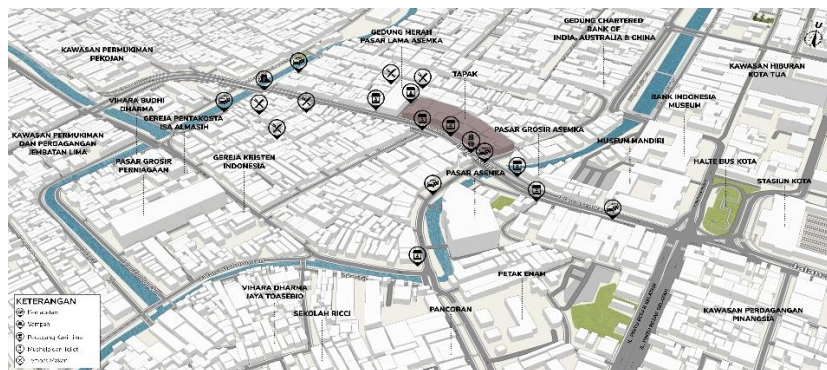 GEDUNG MERAH
PASAR LAMA ASEMKA
GEDUNG CHARTERED
BANK OF
INDIA, AUSTRALIA & CHINA
U
KAWASAN PERMUKIMAN
PEKOJAN
KAWASAN HIBURAN
KOTA TUA
TAPAK
VIHARA BUDHI
DHARMA
BANK INDONESIA
MUSEUM
GEREJA PENTAKOSTA
ISA ALMASIH
KAWASAN PERMUKIMAN
DAN PERDAGANGAN
JEMBATAN LIMA
PASAR GROSIR ASEMKA
MUSEUM MANDIRI
PASAR GROSIR
PERNIAGAAN
GEREJA KRISTEN
INDONESIA
PASAR ASEMKA
HALTE BUS KOTA
STASIUN KOTA
PETAK ENAM
VIHARA DHARMA
JAYA TOASEBIO
SEKOLAH RICCI
PANCORAN
KAWASAN PERDAGANGAN
PINANGSIA
KETERANGAN
Sampah